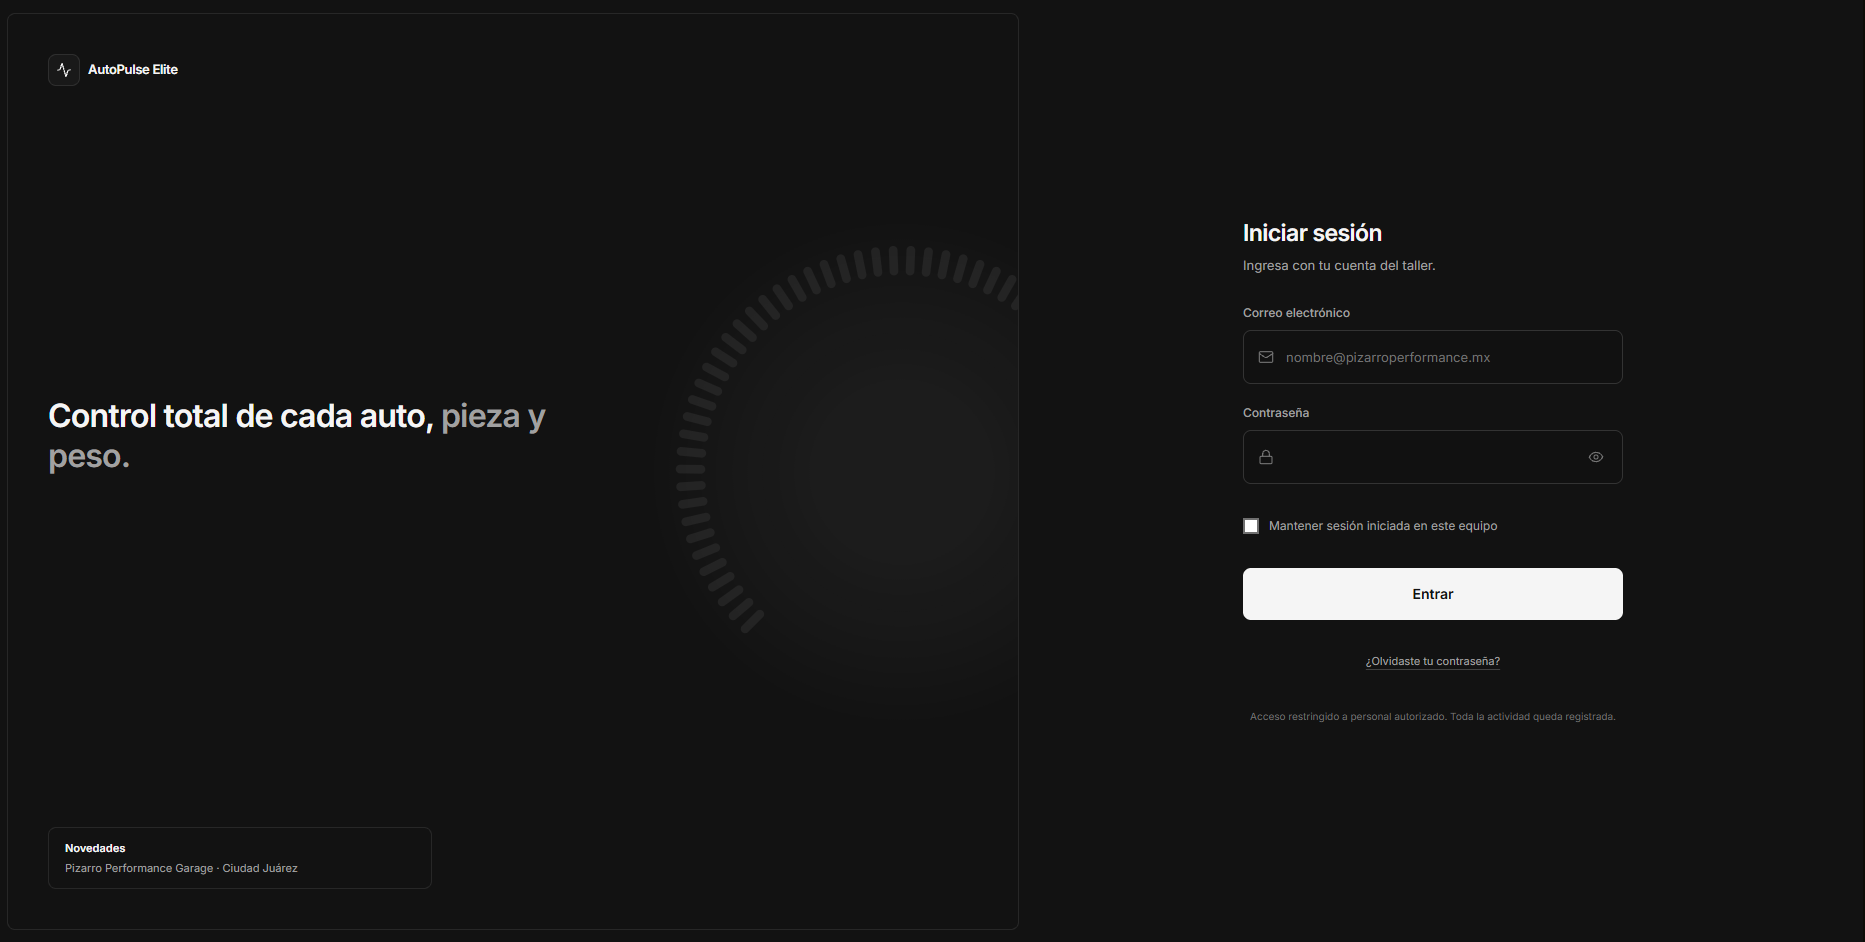 AutoPulse Elite
Control total de cada auto, pieza y
peso.
Novedades
Pizarro Performance Garage · Ciudad Juárez
Iniciar sesión
Ingresa con tu cuenta del taller.
Correo electrónico
nombre@pizarroperformance.mx
Contraseña
Mantener sesión iniciada en este equipo
Entrar
¿Olvidaste tu contraseña?
Acceso restringido a personal autorizado. Toda la actividad queda registrada.